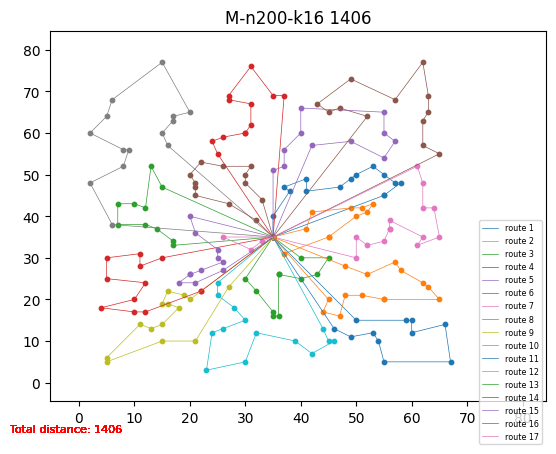 M-n200-k16 1406
80
70
60
50
40
30
20
10
0
route 1
route 2
route 3
route 4
route 5
route 6
route 7
route 8
route 9
route 10
route 11
route 12
route 13
route 14
route 15
route 16
route 17
0 10 20 30 40 50 60 70 80
Total distance: 1406